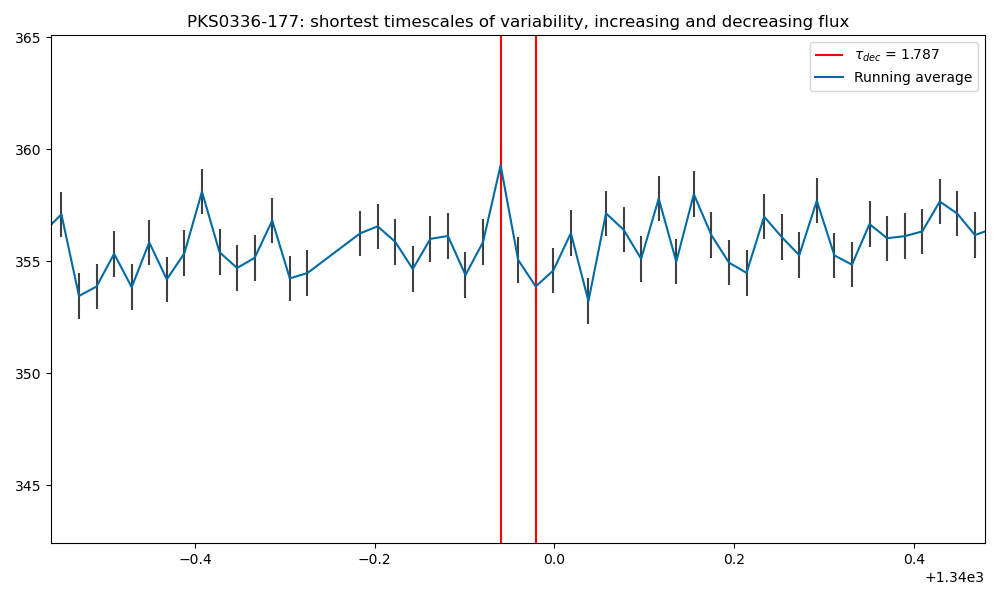 PKS0336-177: shortest timescales of variability, increasing and decreasing flux
365
360
355
350
345
τ_dec = 1.787
Running average
−0.4
−0.2
0.0
0.2
0.4
+1.34e3